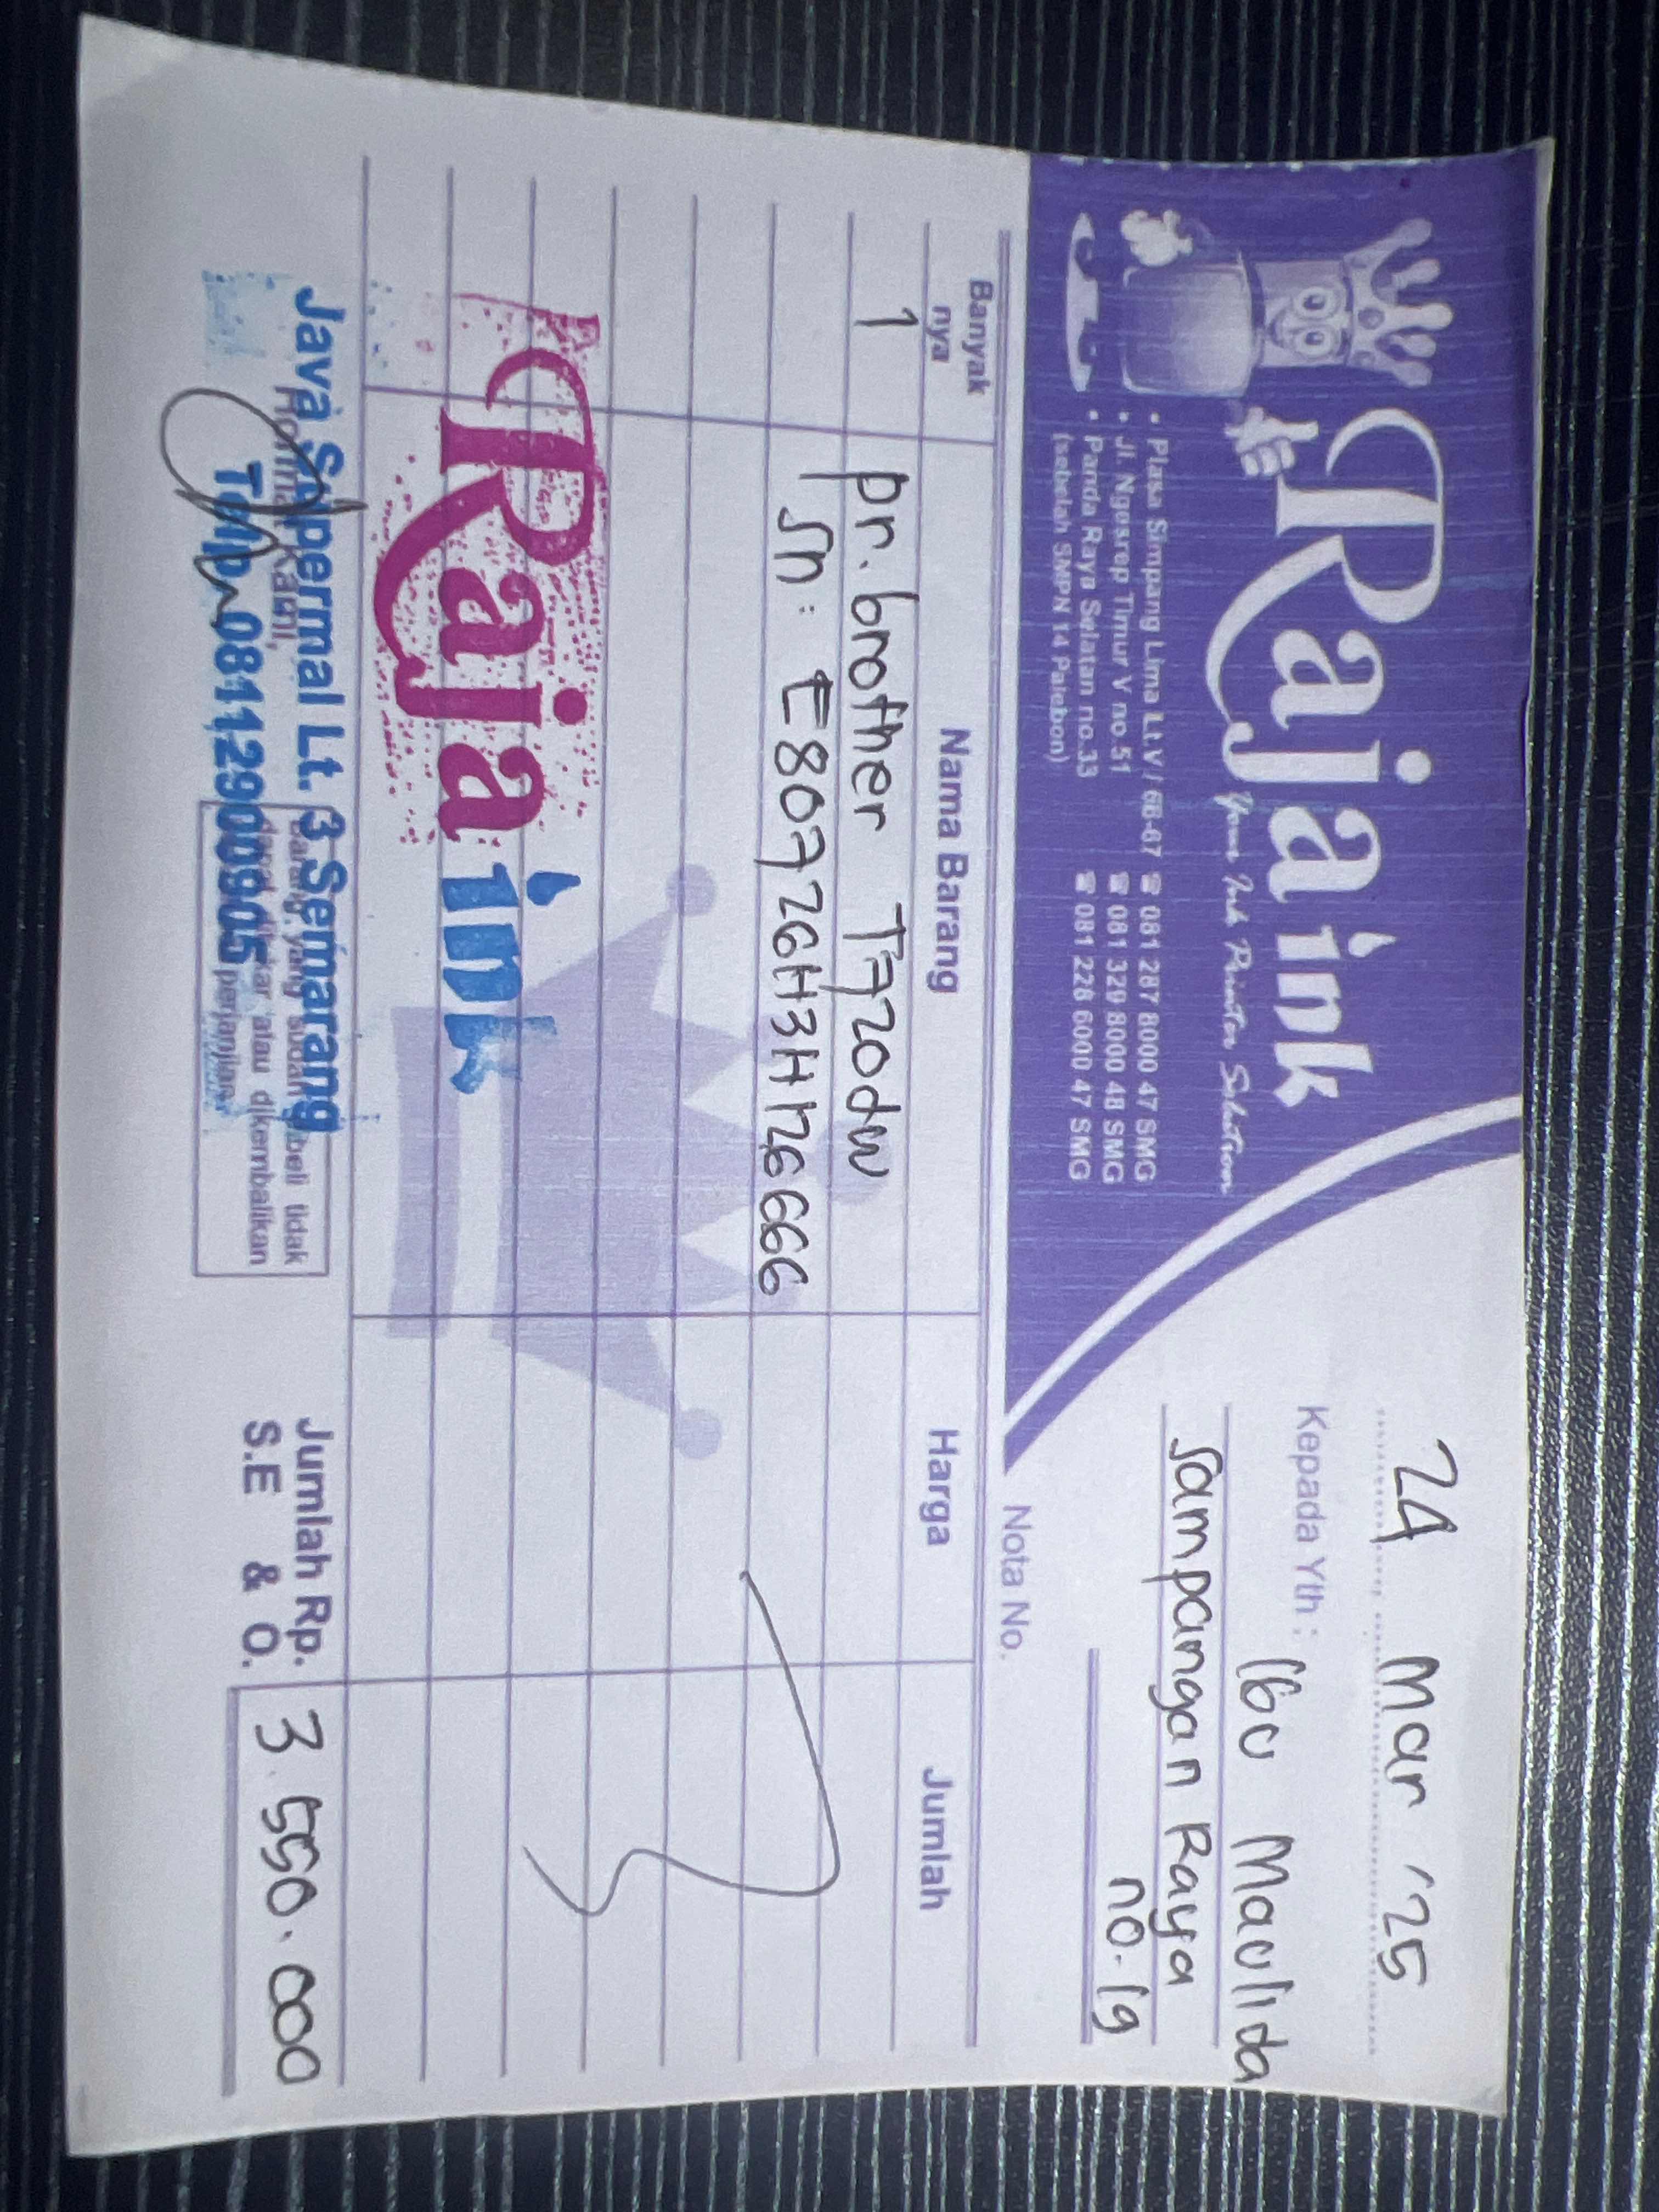 Raja ink
Your Ink Printer Solution
• Plasa Simpang Lima Lt.V / 66-67 ☎ 081 287 8000 47 SMG
• Jl. Ngesrep Timur V no 51 ☎ 081 329 8000 48 SMG
• Panda Raya Selatan no.33 ☎ 081 228 6000 47 SMG
(sebelah SMPN 14 Palebon)
24 Mar '25
Kepada Yth : Ibu Maulida
Sampangan Raya
no. 19
Nota No.
Banyak nya Nama Barang Harga Jumlah
1 pr. brother T720dw
Sn: E80726H3H126666
Raja ink
Java Supermal Lt. 3 Semarang
Telp. 08112900905
Hormat Kami,
Barang yang sudah dibeli tidak
dapat ditukar atau dikembalikan
perjanjian
Jumlah Rp. 3.550.000
S.E & O.